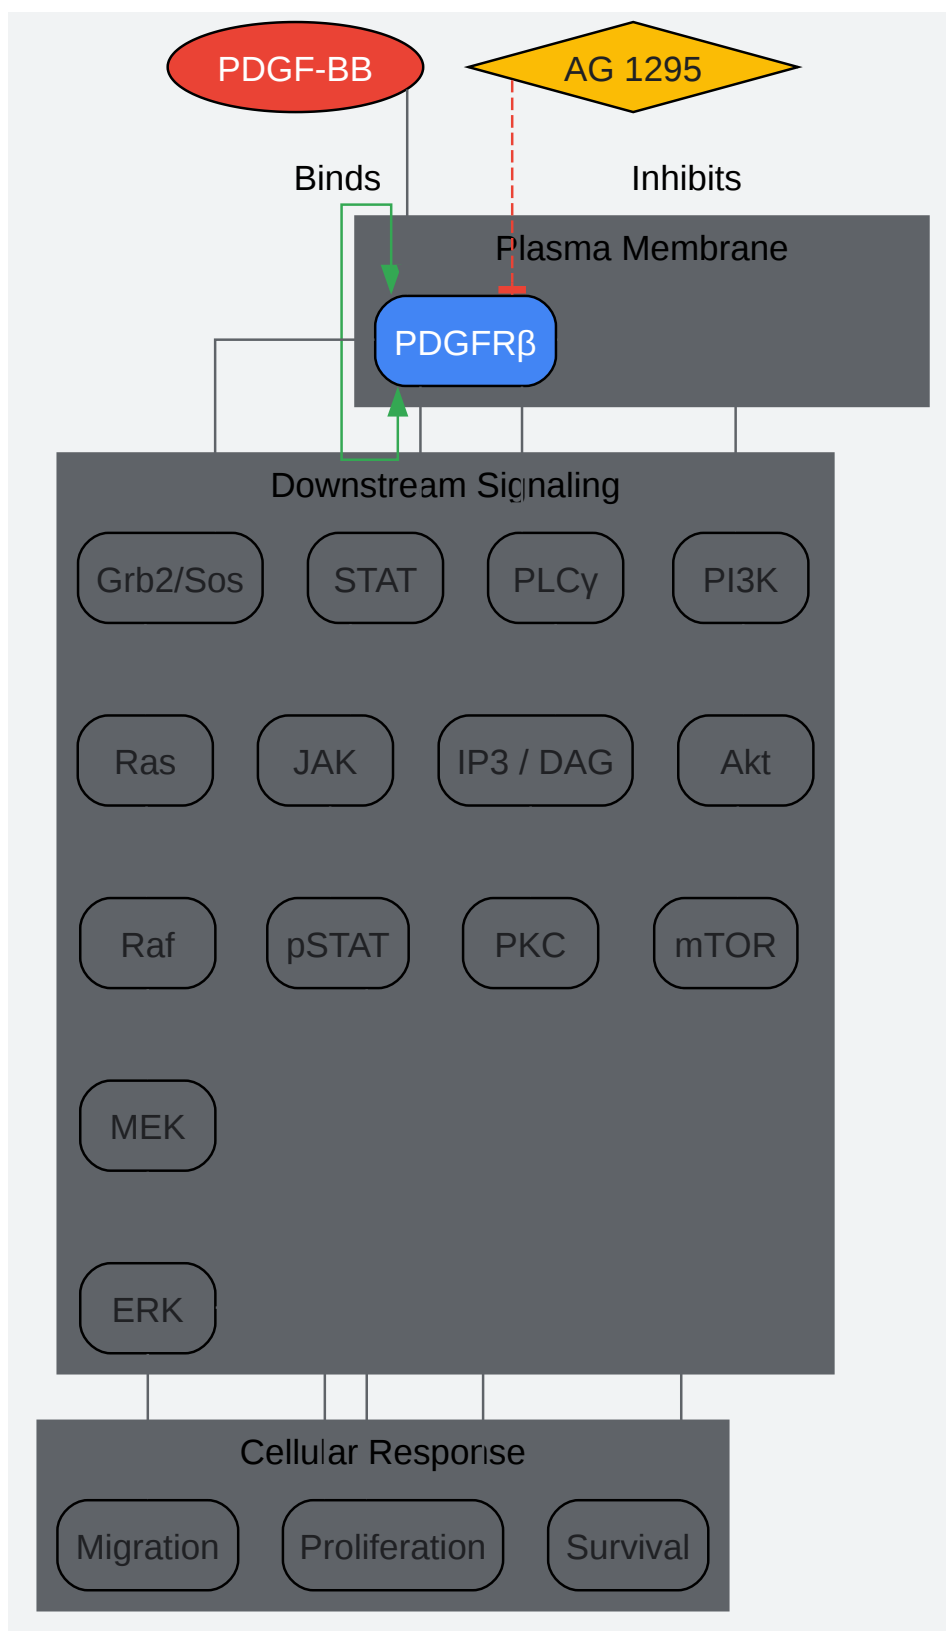 PDGF-BB
AG 1295
Binds
Inhibits
Plasma Membrane
PDGFRβ
Downstream Signaling
Grb2/Sos
STAT
PLCγ
PI3K
Ras
JAK
IP3 / DAG
Akt
Raf
pSTAT
PKC
mTOR
MEK
ERK
Cellular Response
Migration
Proliferation
Survival